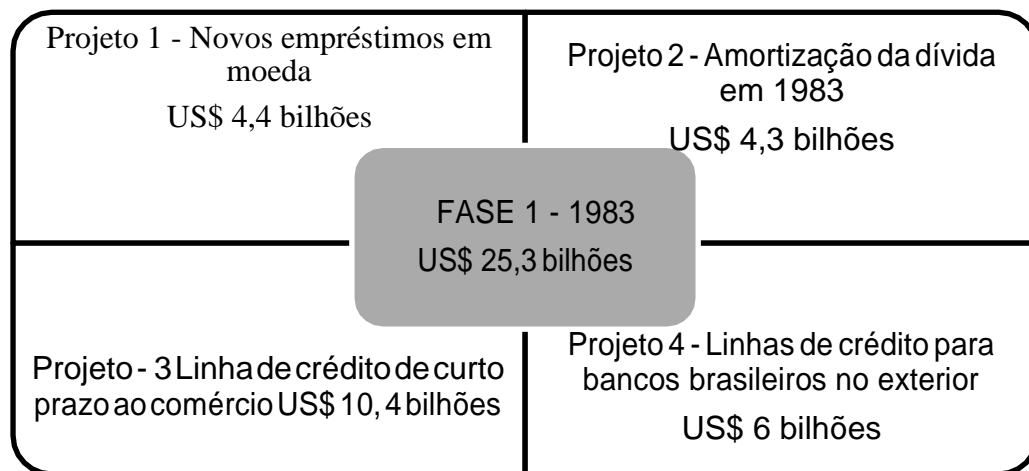 Projeto 1 - Novos empréstimos em
moeda
US$ 4,4 bilhões
Projeto 2 - Amortização da dívida
em 1983
US$ 4,3 bilhões
FASE 1 - 1983
US$ 25,3 bilhões
Projeto - 3 Linha de crédito de curto
prazo ao comércio US$ 10, 4 bilhões
Projeto 4 - Linhas de crédito para
bancos brasileiros no exterior
US$ 6 bilhões